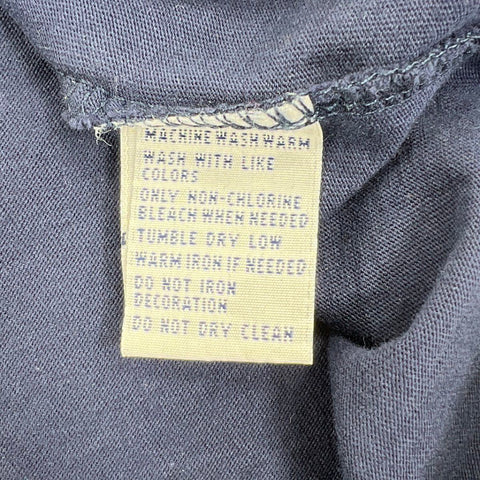 MACHINE WASH WARM
WASH WITH LIKE
COLORS
ONLY NON-CHLORINE
BLEACH WHEN NEEDED
TUMBLE DRY LOW
WARM IRON IF NEEDED
DO NOT IRON
DECORATION
DO NOT DRY CLEAN